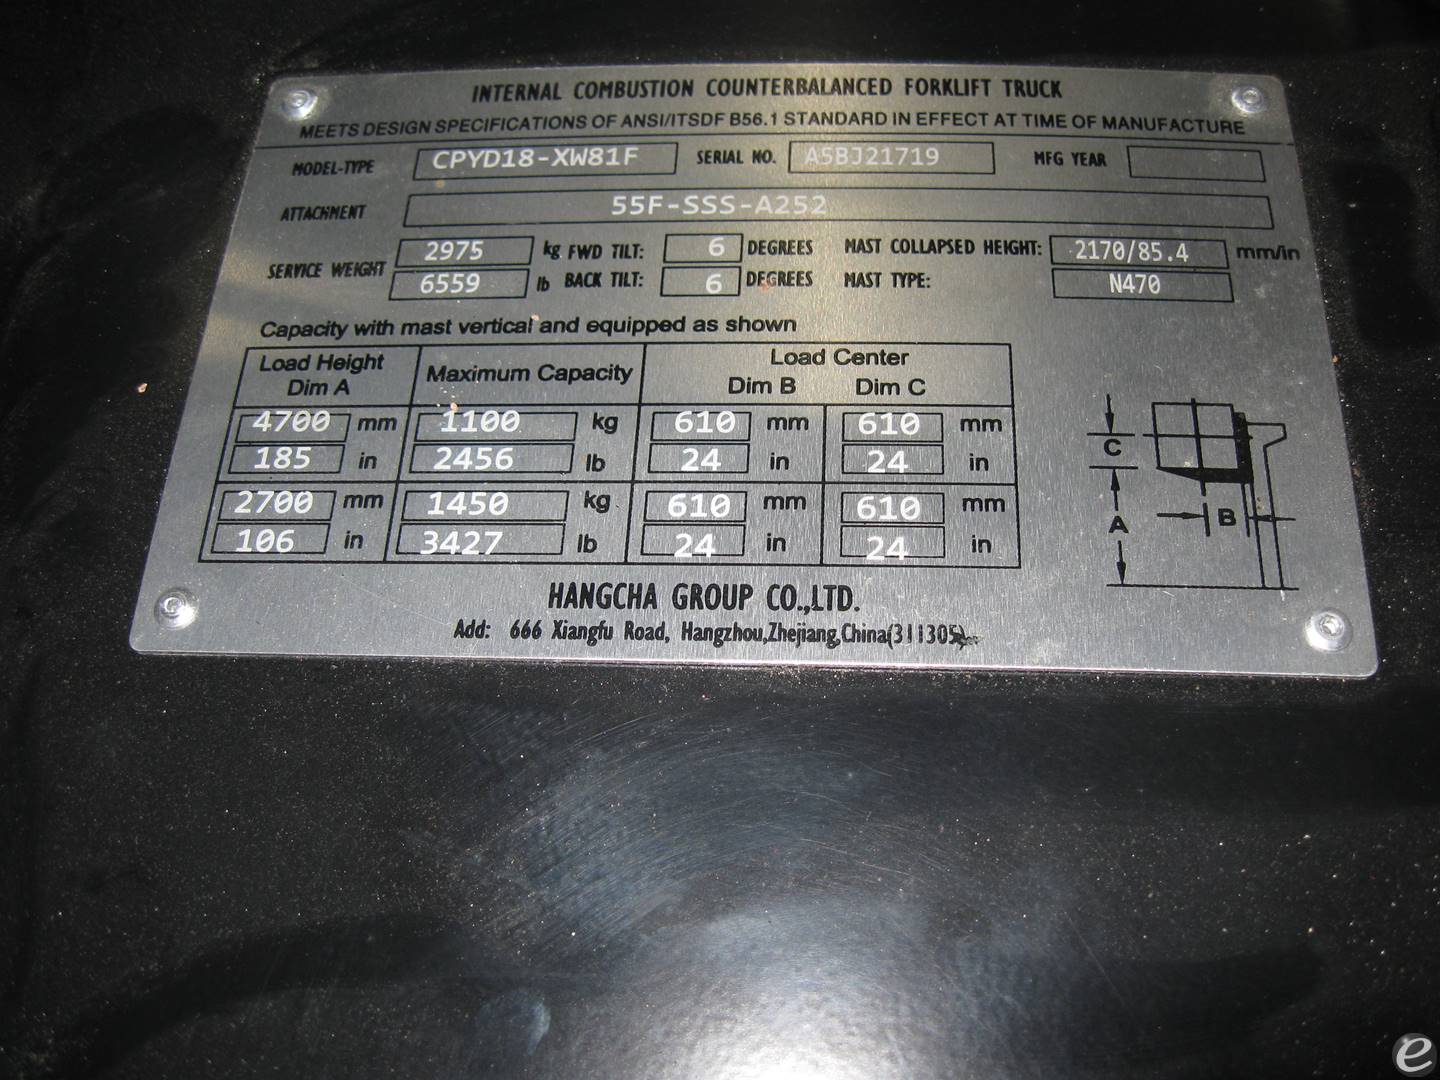 INTERNAL COMBUSTION COUNTERBALANCED FORKLIFT TRUCK
MEETS DESIGN SPECIFICATIONS OF ANSI/ITSDF B56.1 STANDARD IN EFFECT AT TIME OF MANUFACTURE
MODEL-TYPE CPYD18-XW81F SERIAL NO. A5BJ21719 MFG YEAR
ATTACHMENT 55F-SSS-A252
SERVICE WEIGHT 2975 kg FWD TILT: 6 DEGREES MAST COLLAPSED HEIGHT: 2170/85.4 mm/in
6559 lb BACK TILT: 6 DEGREES MAST TYPE: N470
Capacity with mast vertical and equipped as shown
Load Height Dim A Maximum Capacity Load Center
Dim B Dim C
4700 mm 1100 kg 610 mm 610 mm
185 in 2456 lb 24 in 24 in
2700 mm 1450 kg 610 mm 610 mm
106 in 3427 lb 24 in 24 in
C
A B
HANGCHA GROUP CO.,LTD.
Add: 666 Xiangfu Road, Hangzhou,Zhejiang,China(311305)
e